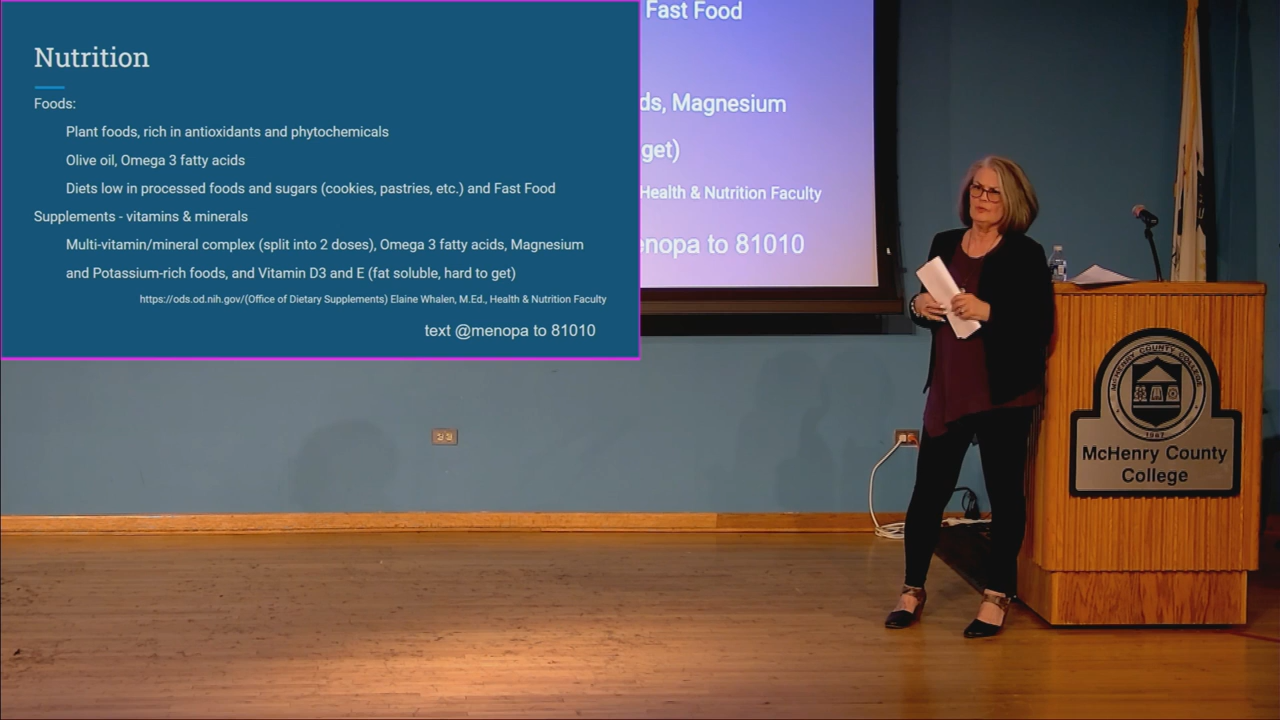 Nutrition
Foods:
Plant foods, rich in antioxidants and phytochemicals
Olive oil, Omega 3 fatty acids
Diets low in processed foods and sugars (cookies, pastries, etc.) and Fast Food
Supplements - vitamins & minerals
Multi-vitamin/mineral complex (split into 2 doses), Omega 3 fatty acids, Magnesium
and Potassium-rich foods, and Vitamin D3 and E (fat soluble, hard to get)
https://ods.od.nih.gov/(Office of Dietary Supplements) Elaine Whalen, M.Ed., Health & Nutrition Faculty
text @menopa to 81010
Fast Food
ds, Magnesium
get)
Health & Nutrition Faculty
enopa to 81010
MCHENRY COUNTY COLLEGE
1967
McHenry County
College